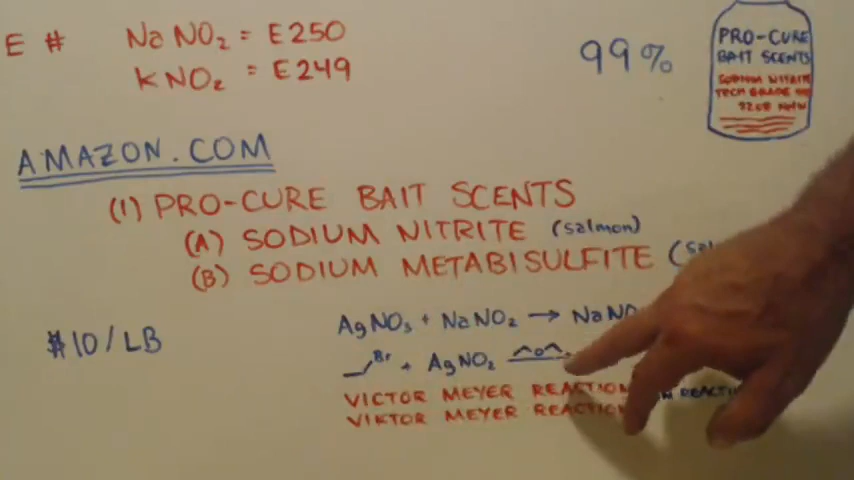 E # NaNO₂ = E250
KNO₂ = E249
99%
PRO-CURE
BAIT SCENTS
SODIUM NITRITE
TECH GRADE
AMAZON.COM
(1) PRO-CURE BAIT SCENTS
(A) SODIUM NITRITE (salmon)
(B) SODIUM METABISULFITE
$10/LB
AgNO₃ + NaNO₂ → NaNO
Br + AgNO₂
VICTOR MEYER REACTION
VIKTOR MEYER REACTION